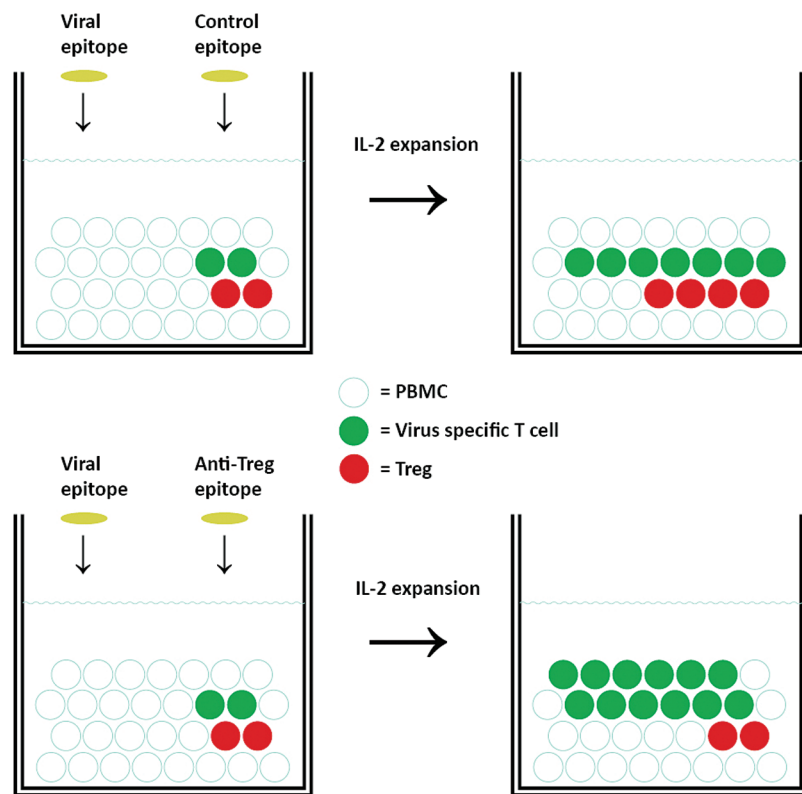 Viral
epitope
Control
epitope
IL-2 expansion
= PBMC
= Virus specific T cell
= Treg
Viral
epitope
Anti-Treg
epitope
IL-2 expansion